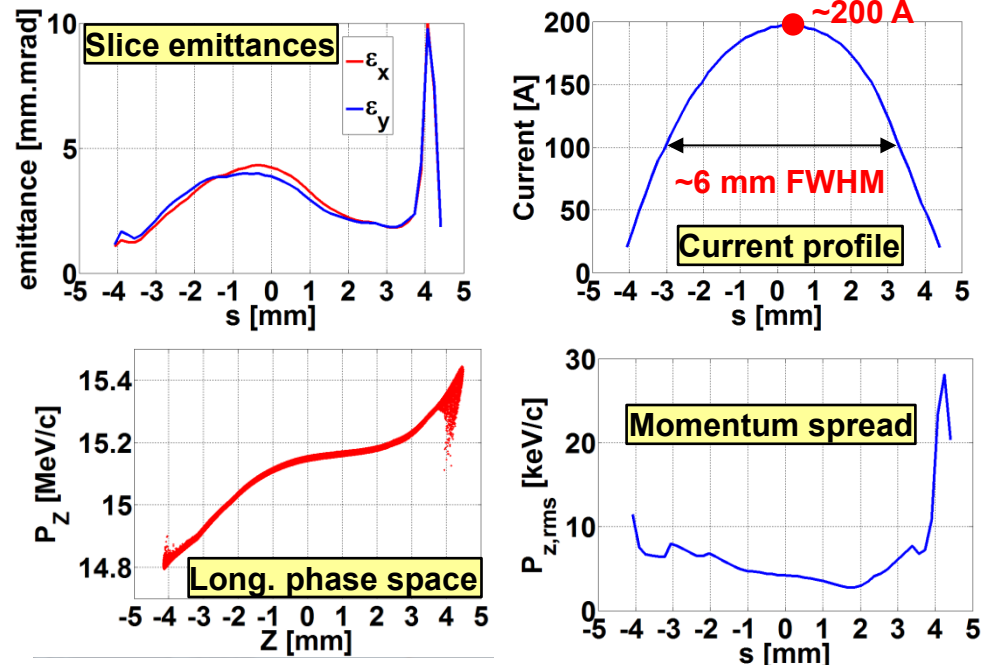 Slice emittances
emittance [mm.mrad]
10
5
0
εx
εy
-5 -4 -3 -2 -1 0 1 2 3 4 5
s [mm]
~200 A
Current [A]
200
150
100
50
0
~6 mm FWHM
Current profile
-5 -4 -3 -2 -1 0 1 2 3 4 5
s [mm]
PZ [MeV/c]
15.4
15.2
15
14.8
Long. phase space
-5 -4 -3 -2 -1 0 1 2 3 4 5
Z [mm]
Pz,rms [keV/c]
30
20
10
0
Momentum spread
-5 -4 -3 -2 -1 0 1 2 3 4 5
s [mm]